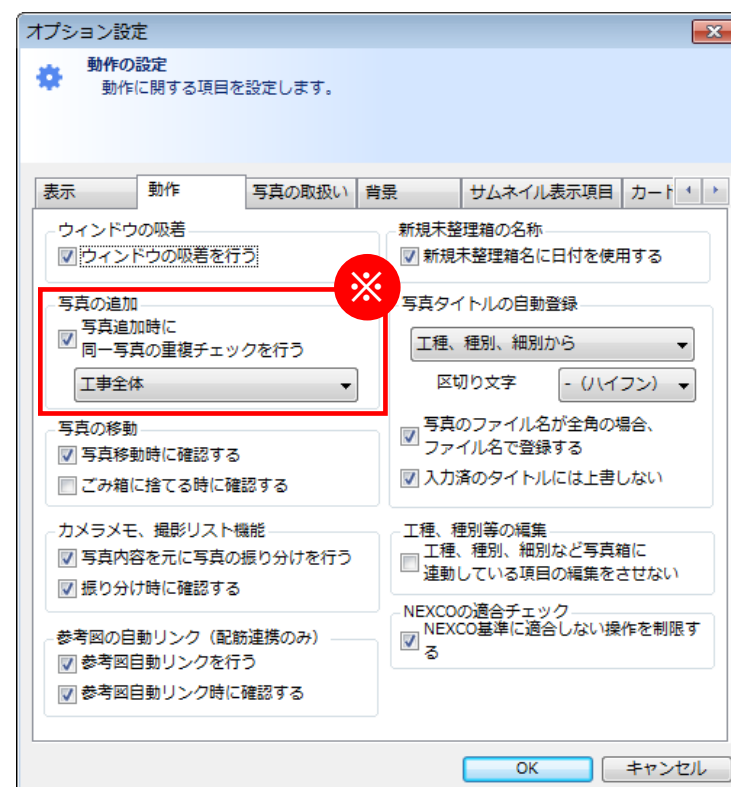 オプション設定
動作の設定
動作に関する項目を設定します。
表示
動作
写真の取扱い
背景
サムネイル表示項目
カート
ウィンドウの吸着
ウィンドウの吸着を行う
※
写真の追加
写真追加時に
同一写真の重複チェックを行う
工事全体
写真の移動
写真移動時に確認する
ごみ箱に捨てる時に確認する
カメラメモ、撮影リスト機能
写真内容を元に写真の振り分けを行う
振り分け時に確認する
参考図の自動リンク（配筋連携のみ）
参考図自動リンクを行う
参考図自動リンク時に確認する
新規未整理箱の名称
新規未整理箱名に日付を使用する
写真タイトルの自動登録
工種、種別、細別から
区切り文字
-（ハイフン）
写真のファイル名が全角の場合、
ファイル名で登録する
入力済のタイトルには上書しない
工種、種別等の編集
工種、種別、細別など写真箱に
連動している項目の編集をさせない
NEXCOの適合チェック
NEXCO基準に適合しない操作を制限す
る
OK
キャンセル